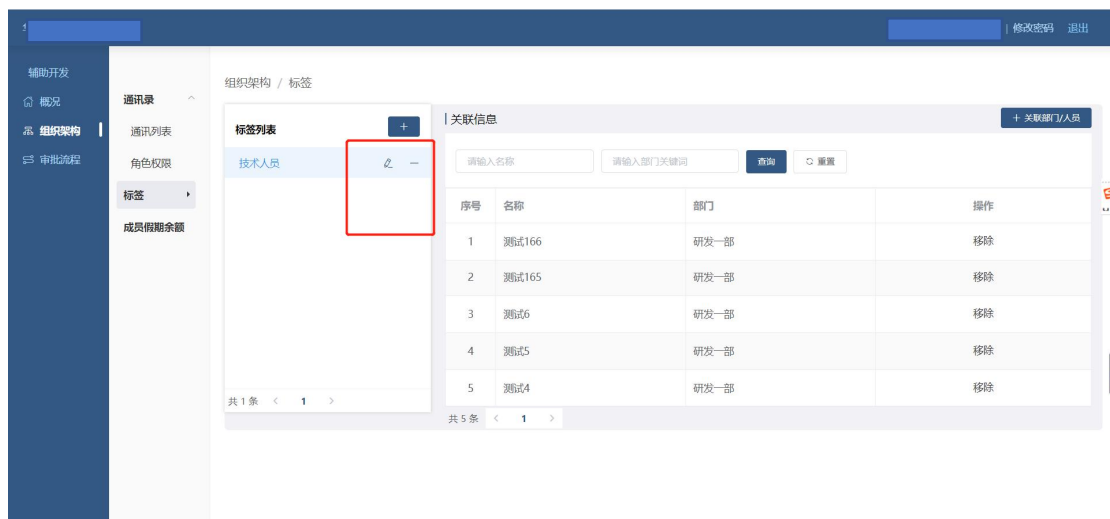 修改密码 退出
辅助开发
概况
组织架构
审批流程
通讯录
通讯列表
角色权限
标签
成员假期余额
组织架构 / 标签
标签列表 +
技术人员
共 1 条 < 1 >
关联信息 + 关联部门/人员
请输入名称 请输入部门关键词 查询 重置
序号 名称 部门 操作
1 测试166 研发一部 移除
2 测试165 研发一部 移除
3 测试6 研发一部 移除
4 测试5 研发一部 移除
5 测试4 研发一部 移除
共 5 条 < 1 >